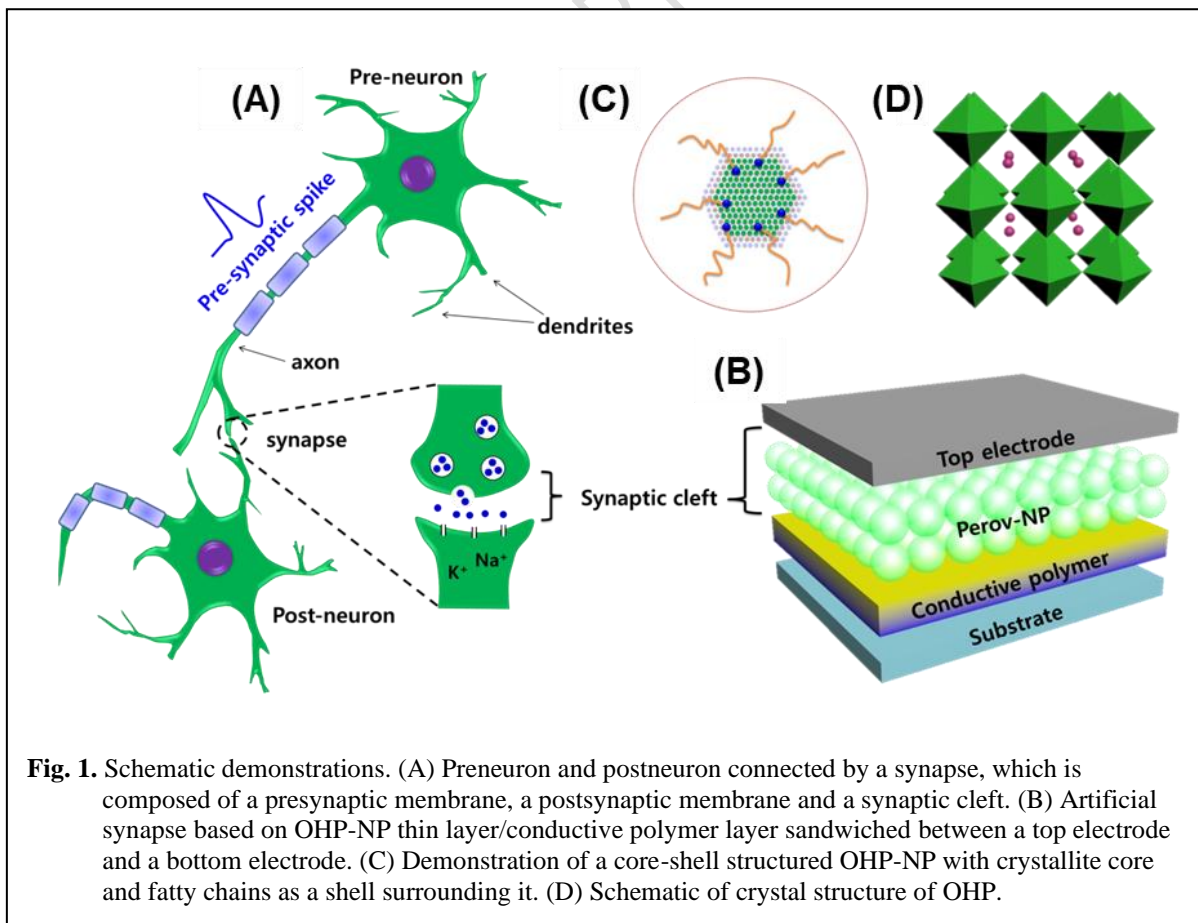 (A)
Pre-neuron
Pre-synaptic spike
dendrites
axon
synapse
Post-neuron
K⁺ Na⁺
Synaptic cleft
(C)
(D)
(B)
Top electrode
Perov-NP
Conductive polymer
Substrate
Fig. 1. Schematic demonstrations. (A) Preneuron and postneuron connected by a synapse, which is
composed of a presynaptic membrane, a postsynaptic membrane and a synaptic cleft. (B) Artificial
synapse based on OHP-NP thin layer/conductive polymer layer sandwiched between a top electrode
and a bottom electrode. (C) Demonstration of a core-shell structured OHP-NP with crystallite core
and fatty chains as a shell surrounding it. (D) Schematic of crystal structure of OHP.